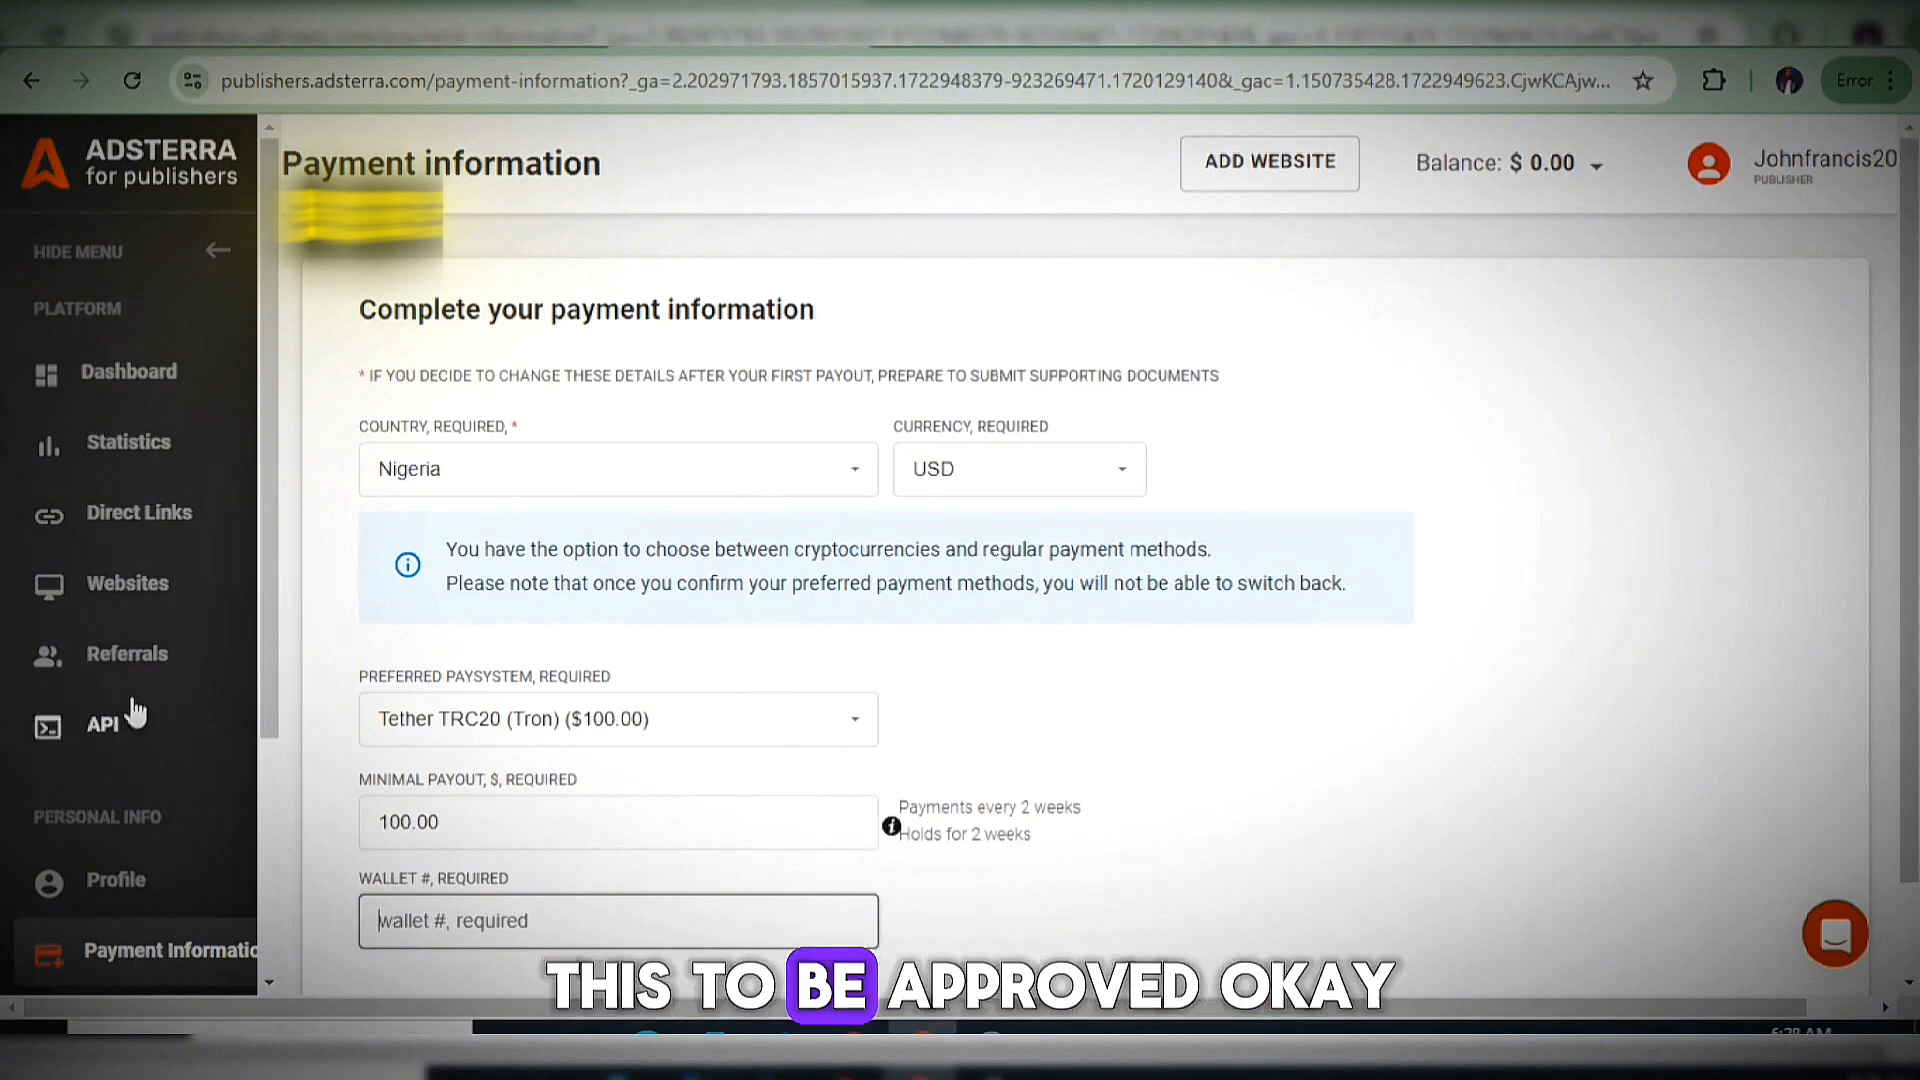 publishers.adsterra.com/payment-information?_ga=2.202971793.1857015937.1722948379-923269471.1720129140&_gac=1.150735428.1722949623.CjwKCAjw...
Error
ADSTERRA
for publishers
Payment information
ADD WEBSITE
Balance: $ 0.00
Johnfrancis20
PUBLISHER
HIDE MENU
PLATFORM
Dashboard
Statistics
Direct Links
Websites
Referrals
API
PERSONAL INFO
Profile
Payment Informatio
Complete your payment information
* IF YOU DECIDE TO CHANGE THESE DETAILS AFTER YOUR FIRST PAYOUT, PREPARE TO SUBMIT SUPPORTING DOCUMENTS
COUNTRY, REQUIRED, *
CURRENCY, REQUIRED
Nigeria
USD
You have the option to choose between cryptocurrencies and regular payment methods.
Please note that once you confirm your preferred payment methods, you will not be able to switch back.
PREFERRED PAYSYSTEM, REQUIRED
Tether TRC20 (Tron) ($100.00)
MINIMAL PAYOUT, $, REQUIRED
100.00
Payments every 2 weeks
Holds for 2 weeks
WALLET #, REQUIRED
wallet #, required
THIS TO BE APPROVED OKAY